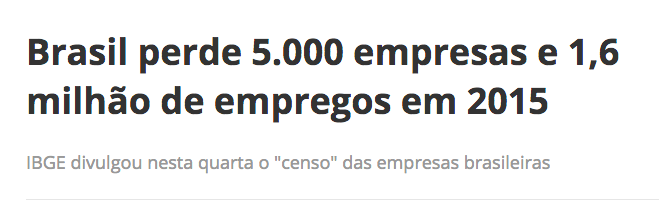 Brasil perde 5.000 empresas e 1,6
milhão de empregos em 2015
IBGE divulgou nesta quarta o "censo" das empresas brasileiras